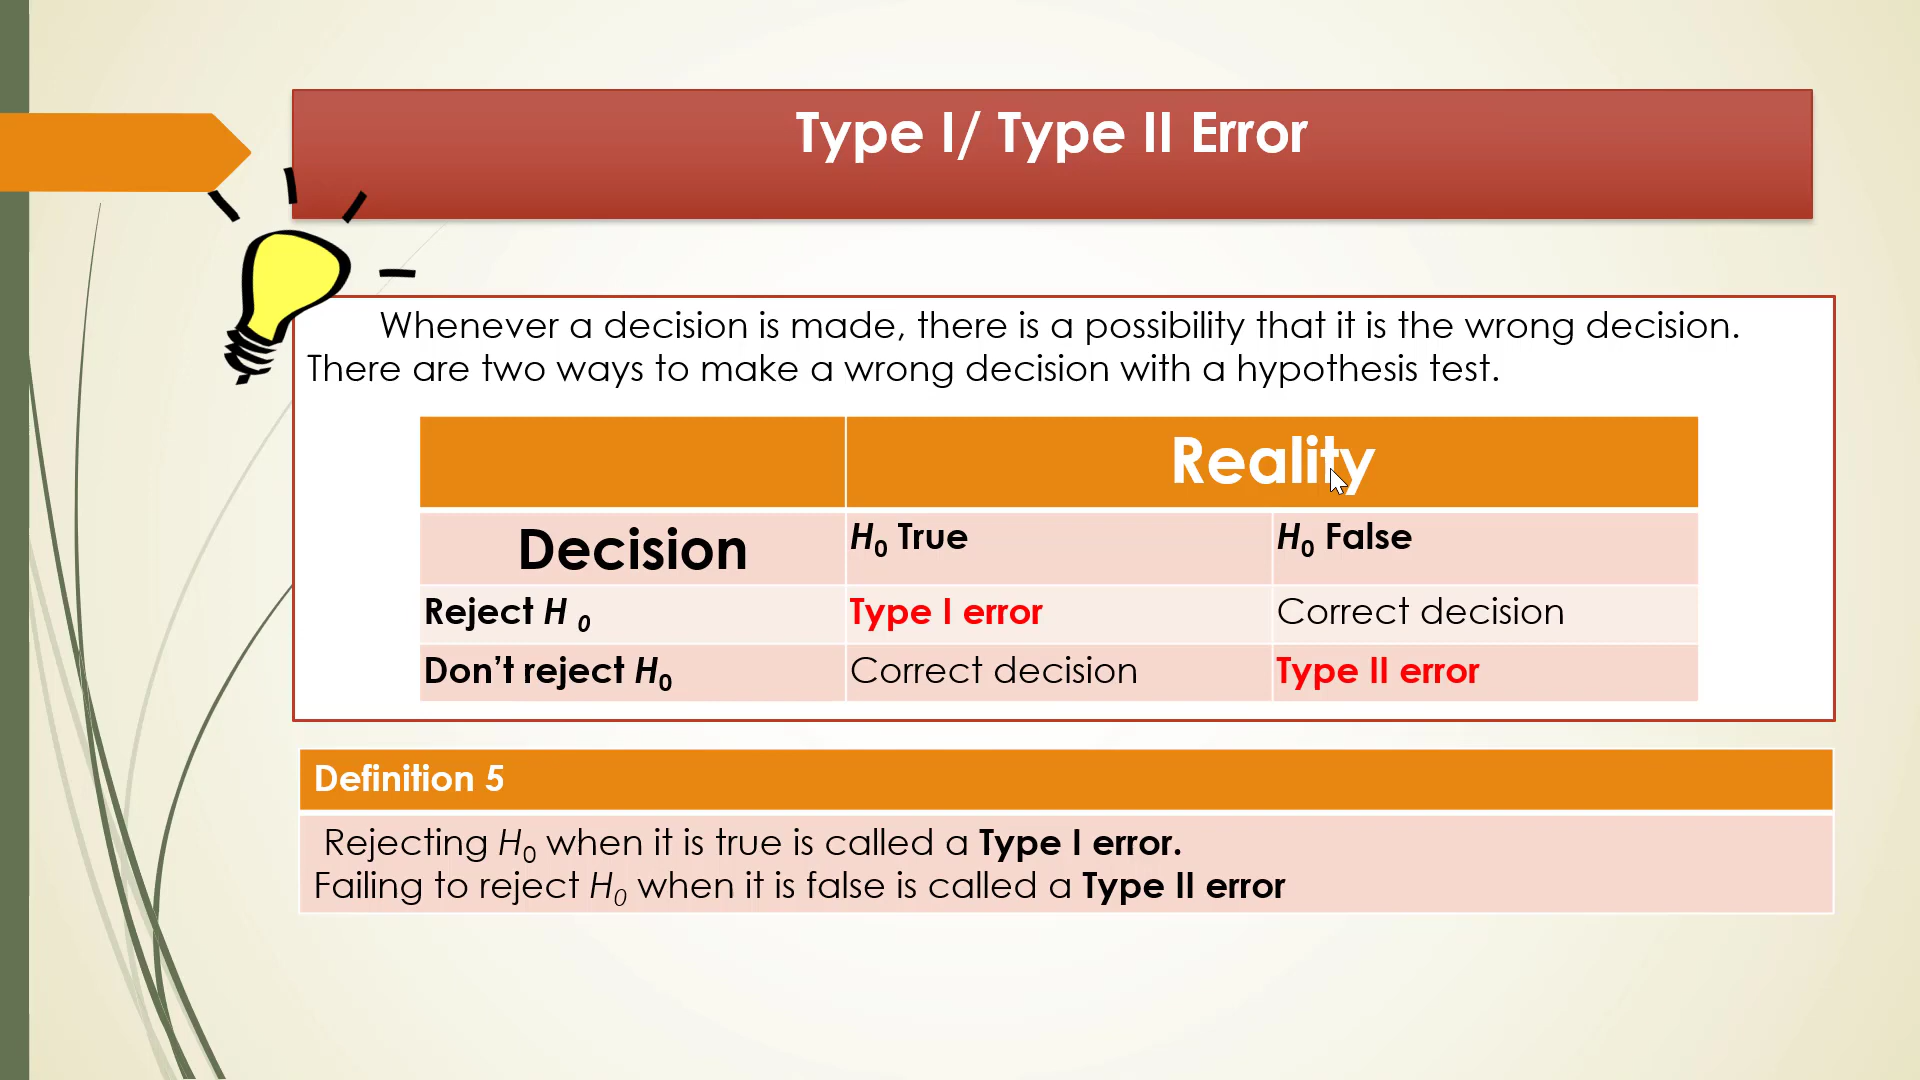 Type I/ Type II Error
Whenever a decision is made, there is a possibility that it is the wrong decision.
There are two ways to make a wrong decision with a hypothesis test.
Reality
Decision H₀ True H₀ False
Reject H ₀ Type I error Correct decision
Don’t reject H₀ Correct decision Type II error
Definition 5
Rejecting H₀ when it is true is called a Type I error.
Failing to reject H₀ when it is false is called a Type II error